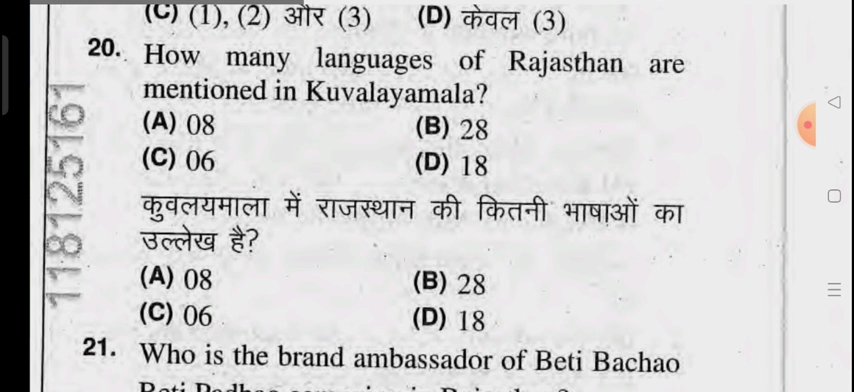 (C) (1), (2) और (3) (D) केवल (3)
20. How many languages of Rajasthan are
mentioned in Kuvalayamala?
(A) 08 (B) 28
(C) 06 (D) 18
कुवलयमाला में राजस्थान की कितनी भाषाओं का
उल्लेख है?
(A) 08 (B) 28
(C) 06 (D) 18
21. Who is the brand ambassador of Beti Bachao
118125161